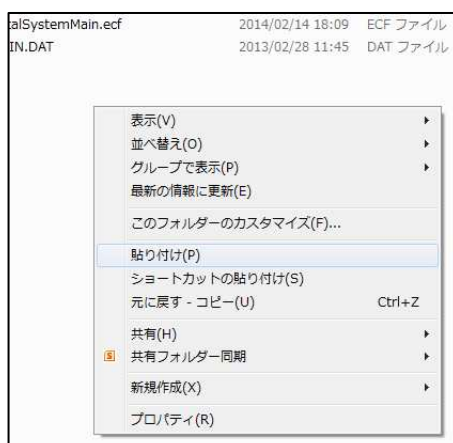 alSystemMain.ecf 2014/02/14 18:09 ECF ファイル
IN.DAT 2013/02/28 11:45 DAT ファイル
表示(V)
並べ替え(O)
グループで表示(P)
最新の情報に更新(E)
このフォルダーのカスタマイズ(F)...
貼り付け(P)
ショートカットの貼り付け(S)
元に戻す - コピー(U) Ctrl+Z
共有(H)
S 共有フォルダー同期
新規作成(X)
プロパティ(R)